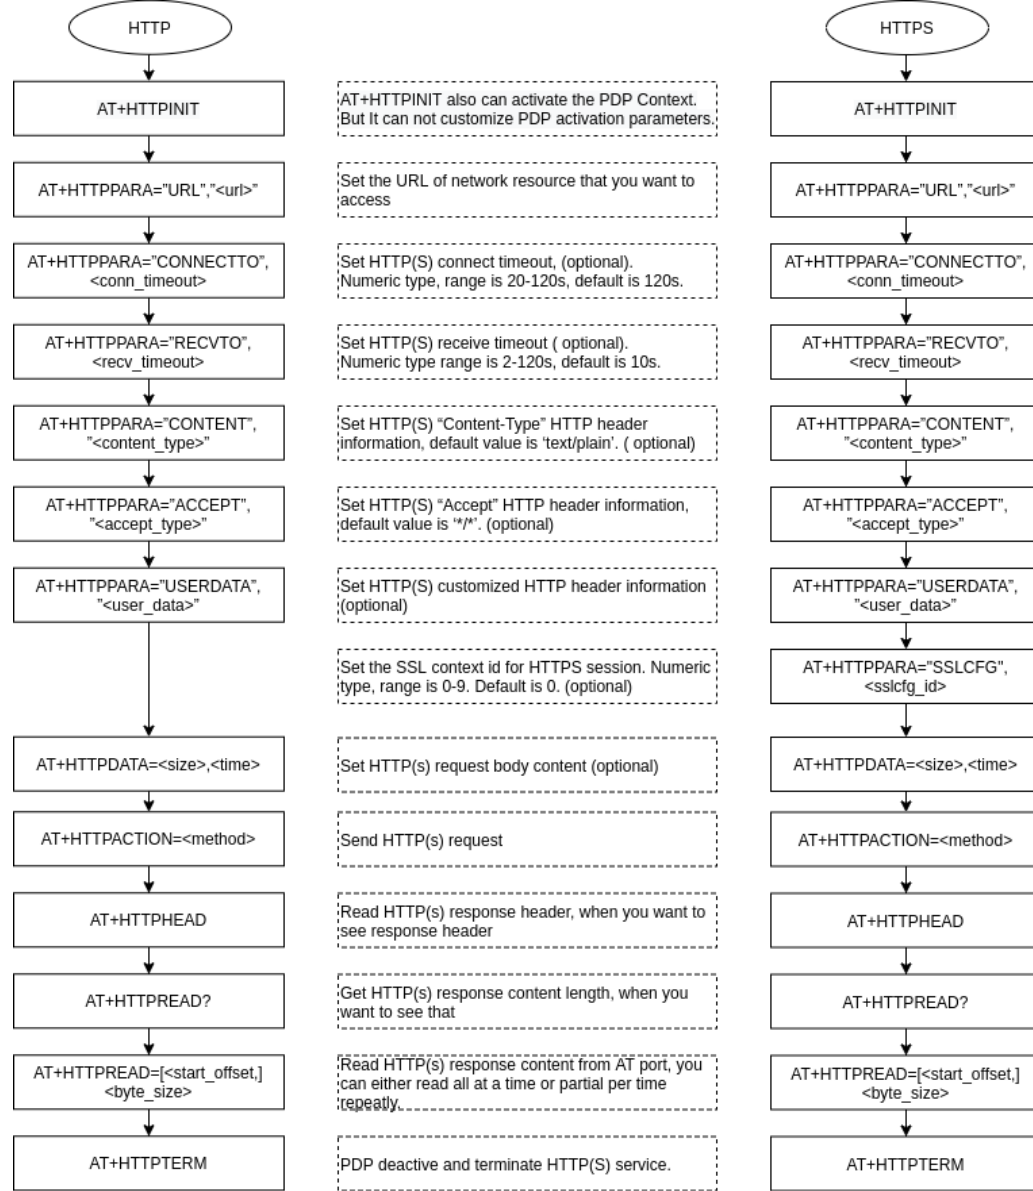 HTTP
HTTPS
AT+HTTPINIT
AT+HTTPINIT also can activate the PDP Context.
But It can not customize PDP activation parameters.
AT+HTTPINIT
AT+HTTPPARA=”URL”,”<url>”
Set the URL of network resource that you want to
access
AT+HTTPPARA=”URL”,”<url>”
AT+HTTPPARA=”CONNECTTO”,
<conn_timeout>
Set HTTP(S) connect timeout, (optional).
Numeric type, range is 20-120s, default is 120s.
AT+HTTPPARA=”CONNECTTO”,
<conn_timeout>
AT+HTTPPARA=”RECVTO”,
<recv_timeout>
Set HTTP(S) receive timeout ( optional).
Numeric type range is 2-120s, default is 10s.
AT+HTTPPARA=”RECVTO”,
<recv_timeout>
AT+HTTPPARA=”CONTENT”,
”<content_type>”
Set HTTP(S) “Content-Type” HTTP header
information, default value is ‘text/plain’. ( optional)
AT+HTTPPARA=”CONTENT”,
”<content_type>”
AT+HTTPPARA=”ACCEPT”,
”<accept_type>”
Set HTTP(S) “Accept” HTTP header information,
default value is ‘*/*’. (optional)
AT+HTTPPARA=”ACCEPT”,
”<accept_type>”
AT+HTTPPARA=”USERDATA”,
”<user_data>”
Set HTTP(S) customized HTTP header information
(optional)
AT+HTTPPARA=”USERDATA”,
”<user_data>”
Set the SSL context id for HTTPS session. Numeric
type, range is 0-9. Default is 0. (optional)
AT+HTTPPARA="SSLCFG",
<sslcfg_id>
AT+HTTPDATA=<size>,<time>
Set HTTP(s) request body content (optional)
AT+HTTPDATA=<size>,<time>
AT+HTTPACTION=<method>
Send HTTP(s) request
AT+HTTPACTION=<method>
AT+HTTPHEAD
Read HTTP(s) response header, when you want to
see response header
AT+HTTPHEAD
AT+HTTPREAD?
Get HTTP(s) response content length, when you
want to see that
AT+HTTPREAD?
AT+HTTPREAD=[<start_offset,]
<byte_size>
Read HTTP(s) response content from AT port, you
can either read all at a time or partial per time
repeatly.
AT+HTTPREAD=[<start_offset,]
<byte_size>
AT+HTTPTERM
PDP deactive and terminate HTTP(S) service.
AT+HTTPTERM